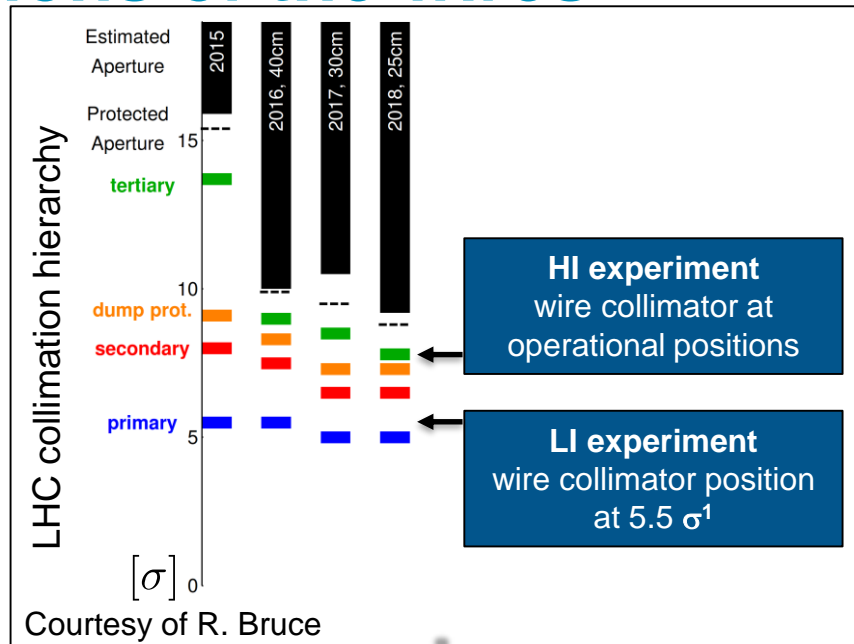 Estimated
Aperture
Protected
Aperture
2015
2016, 40cm
2017, 30cm
2018, 25cm
LHC collimation hierarchy
15
tertiary
10
dump prot.
secondary
primary
5
[σ] 0
HI experiment
wire collimator at
operational positions
LI experiment
wire collimator position
at 5.5 σ¹
Courtesy of R. Bruce